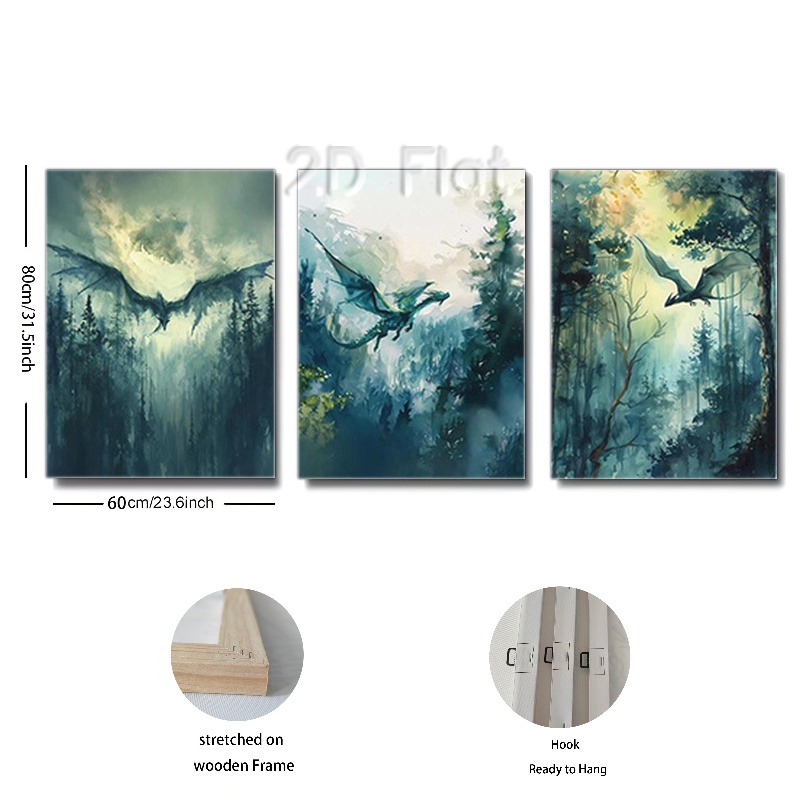 2D Flat
80cm/31.5inch
60cm/23.6inch
stretched on
wooden Frame
Hook
Ready to Hang